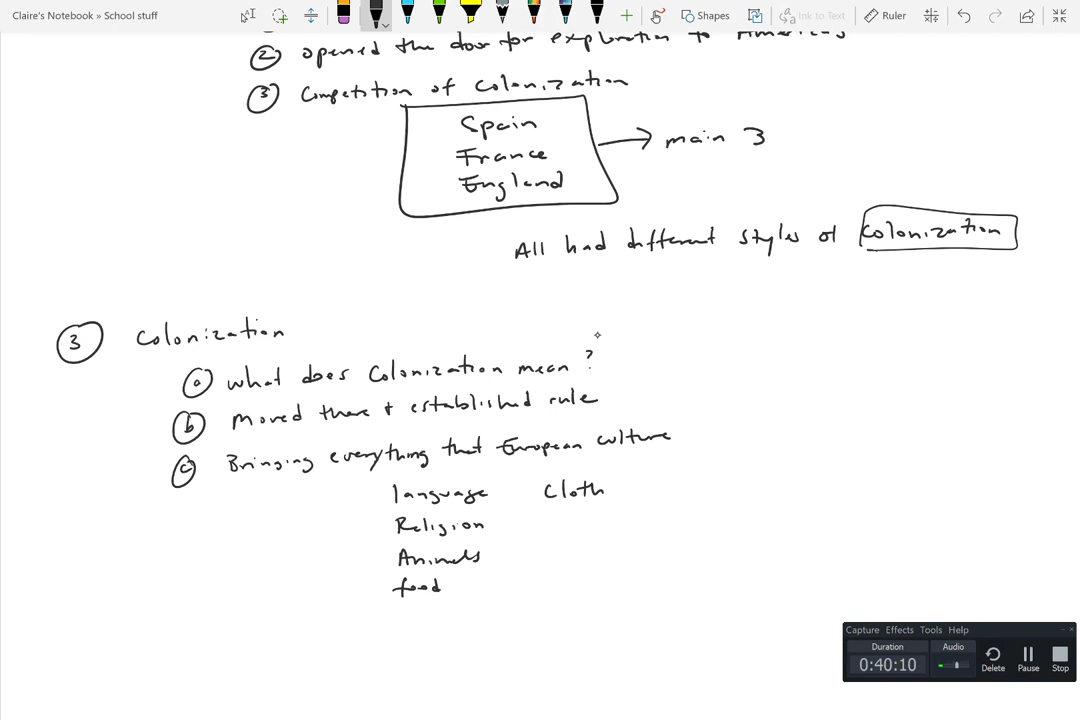 Claire's Notebook » School stuff
Shapes
Ink to Text
Ruler
② opened the door for exploration to Americas
③ Competition of Colonization
Spain
France
England
main 3
All had different styles of colonization
③ Colonization
ⓐ What does Colonization mean?
ⓑ Moved there + established rule
ⓒ Bringing everything that European culture
language cloth
Religion
Animals
food
Capture Effects Tools Help
Duration Audio
0:40:10
Delete Pause Stop